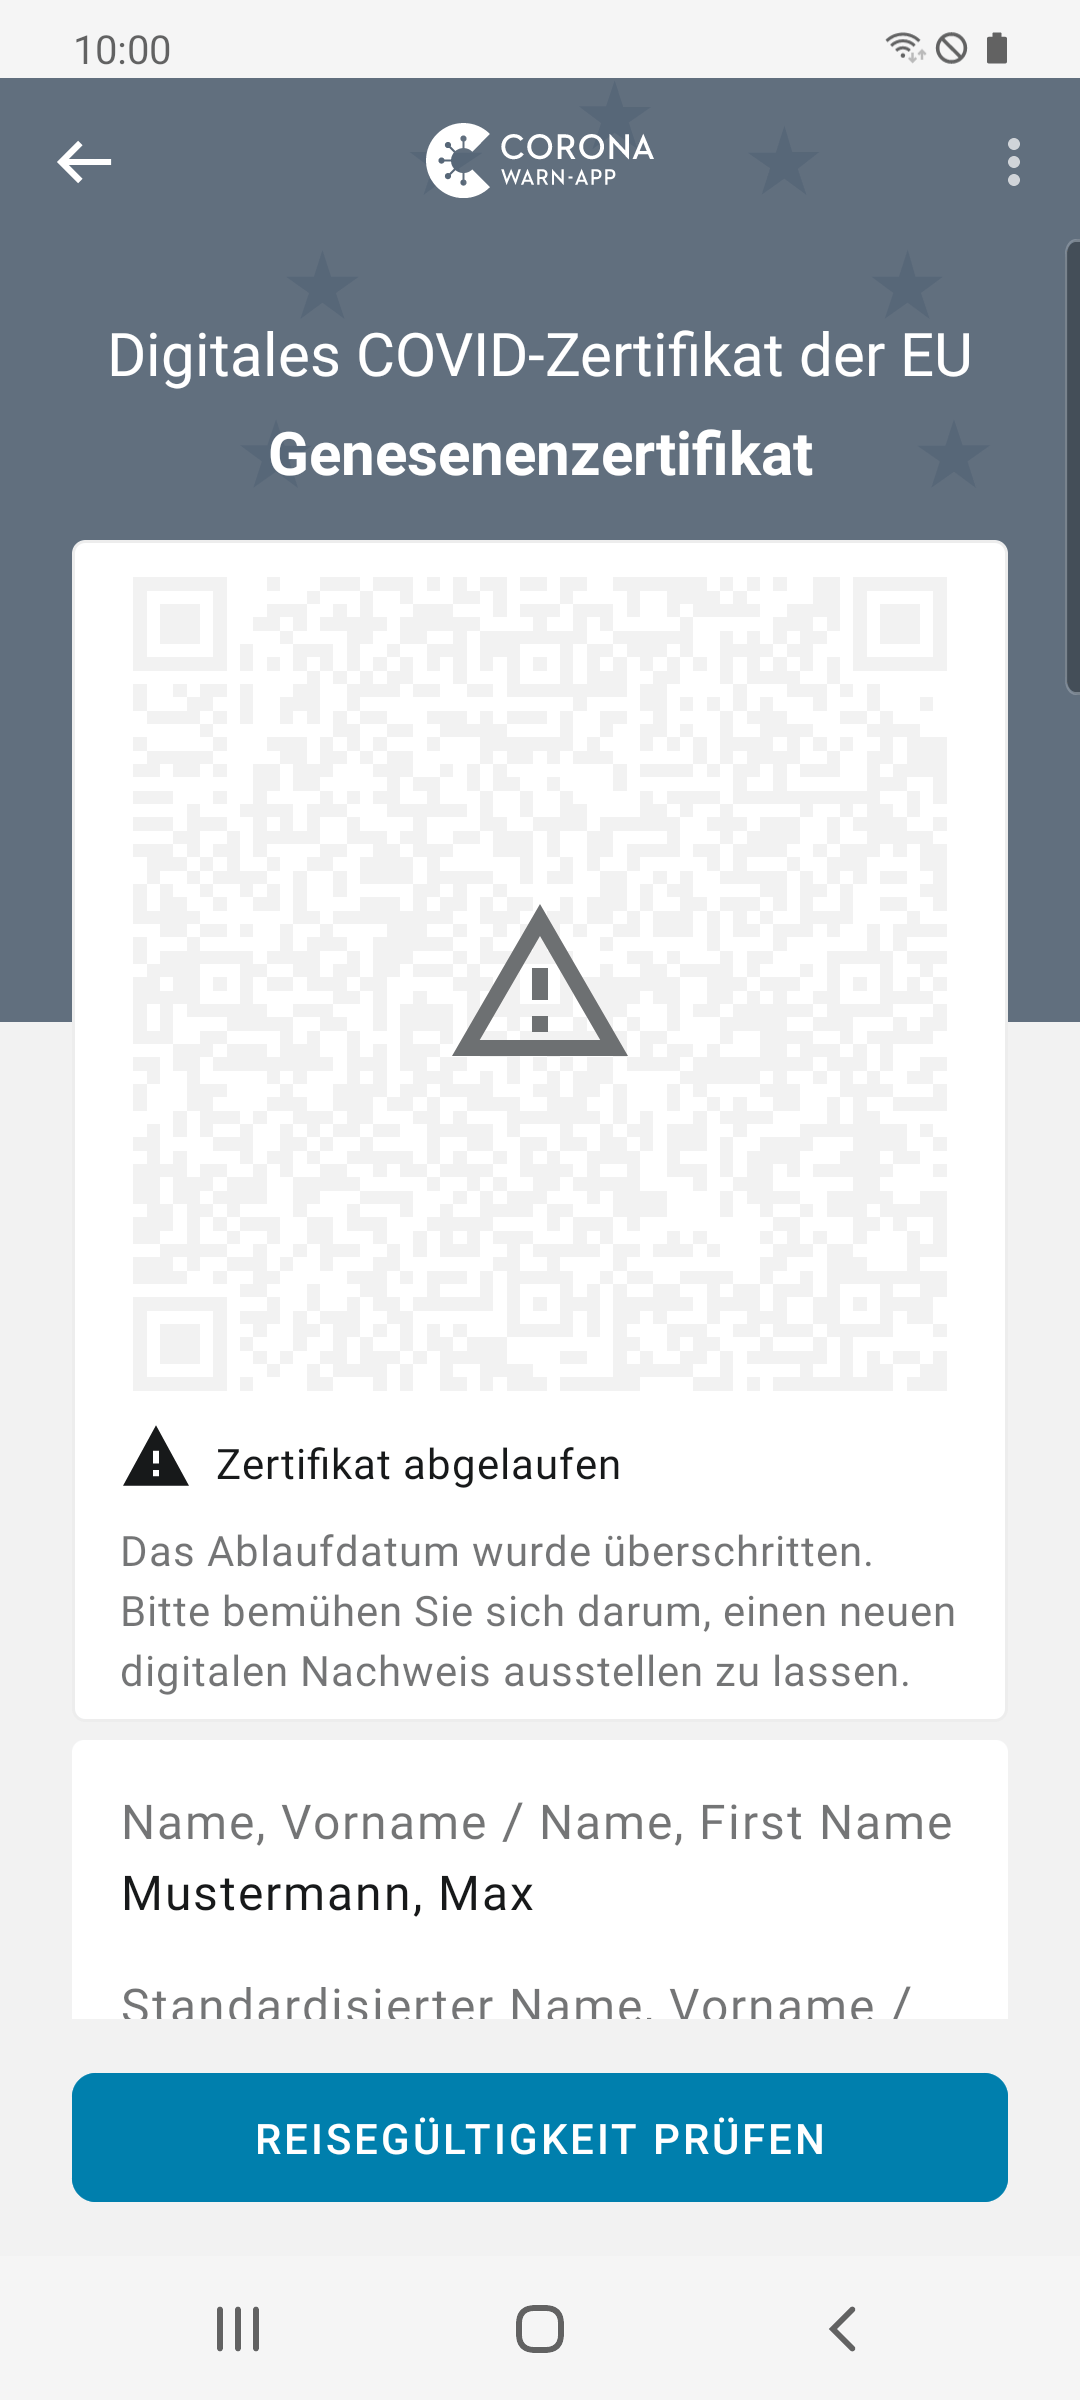 10:00
CORONA
WARN-APP
Digitales COVID-Zertifikat der EU
Genesenenzertifikat
Zertifikat abgelaufen
Das Ablaufdatum wurde überschritten.
Bitte bemühen Sie sich darum, einen neuen
digitalen Nachweis ausstellen zu lassen.
Name, Vorname / Name, First Name
Mustermann, Max
Standardisierter Name, Vorname /
REISEGÜLTIGKEIT PRÜFEN